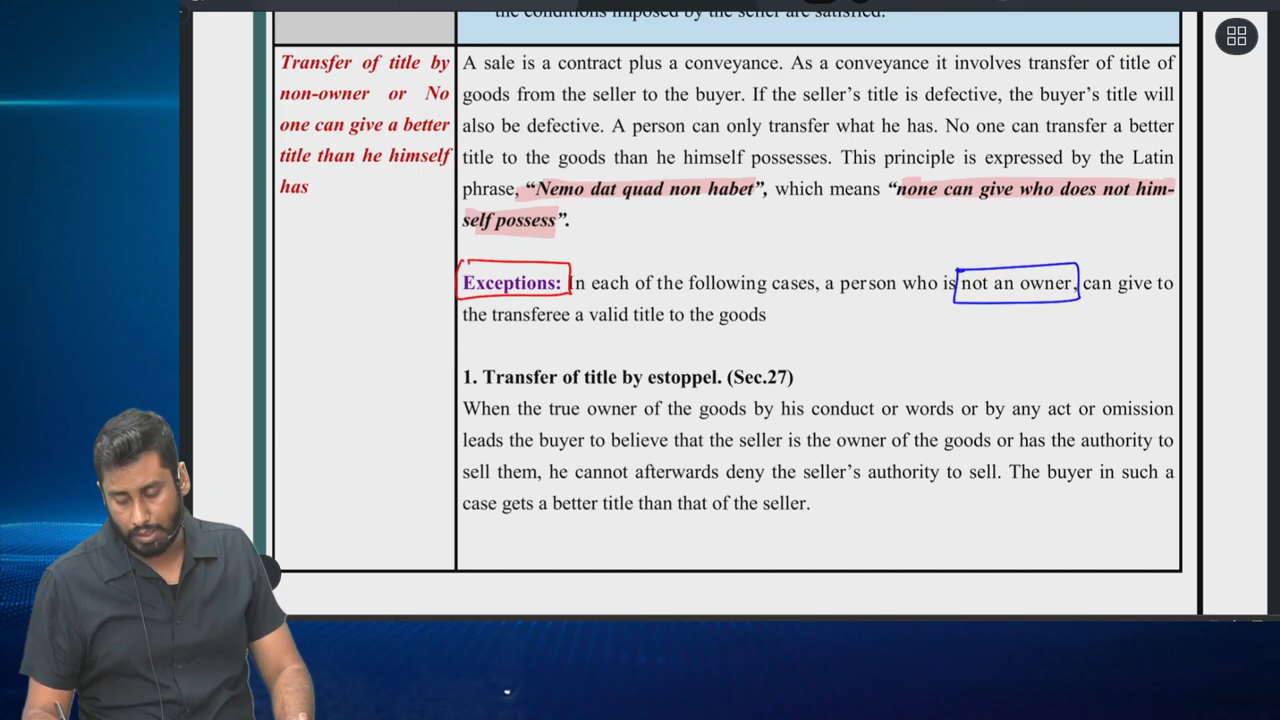 the conditions imposed by the seller are satisfied.
Transfer of title by
non-owner or No
one can give a better
title than he himself
has
A sale is a contract plus a conveyance. As a conveyance it involves transfer of title of
goods from the seller to the buyer. If the seller's title is defective, the buyer's title will
also be defective. A person can only transfer what he has. No one can transfer a better
title to the goods than he himself possesses. This principle is expressed by the Latin
phrase, “Nemo dat quad non habet”, which means “none can give who does not him-
self possess”.
Exceptions: In each of the following cases, a person who is not an owner, can give to
the transferee a valid title to the goods
1. Transfer of title by estoppel. (Sec.27)
When the true owner of the goods by his conduct or words or by any act or omission
leads the buyer to believe that the seller is the owner of the goods or has the authority to
sell them, he cannot afterwards deny the seller's authority to sell. The buyer in such a
case gets a better title than that of the seller.